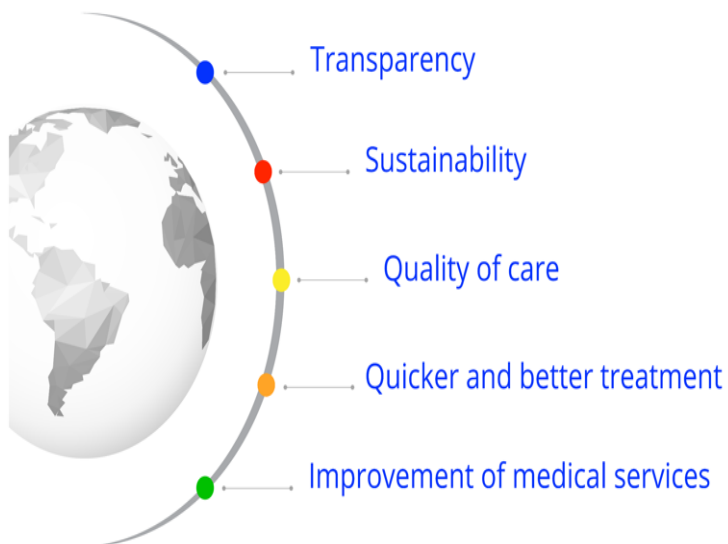 Transparency
Sustainability
Quality of care
Quicker and better treatment
Improvement of medical services